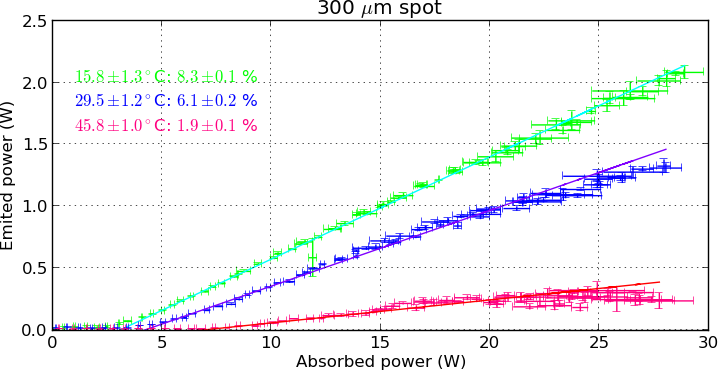 300 μm spot
2.5
2.0
1.5
1.0
0.5
0.0
Emited power (W)
15.8±1.3°C: 8.3±0.1 %
29.5±1.2°C: 6.1±0.2 %
45.8±1.0°C: 1.9±0.1 %
0 5 10 15 20 25 30
Absorbed power (W)